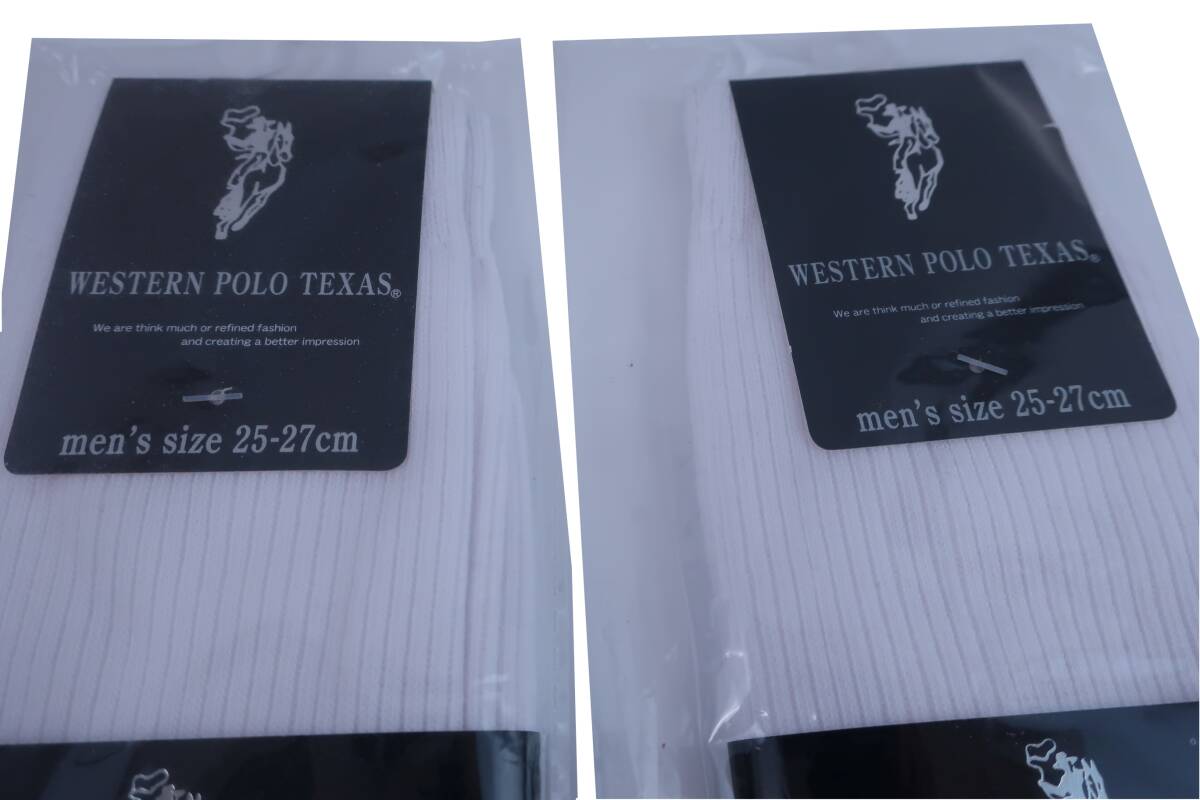 WESTERN POLO TEXAS®
We are think much or refined fashion
and creating a better impression
men's size 25-27cm
WESTERN POLO TEXAS®
We are think much or refined fashion
and creating a better impression
men's size 25-27cm